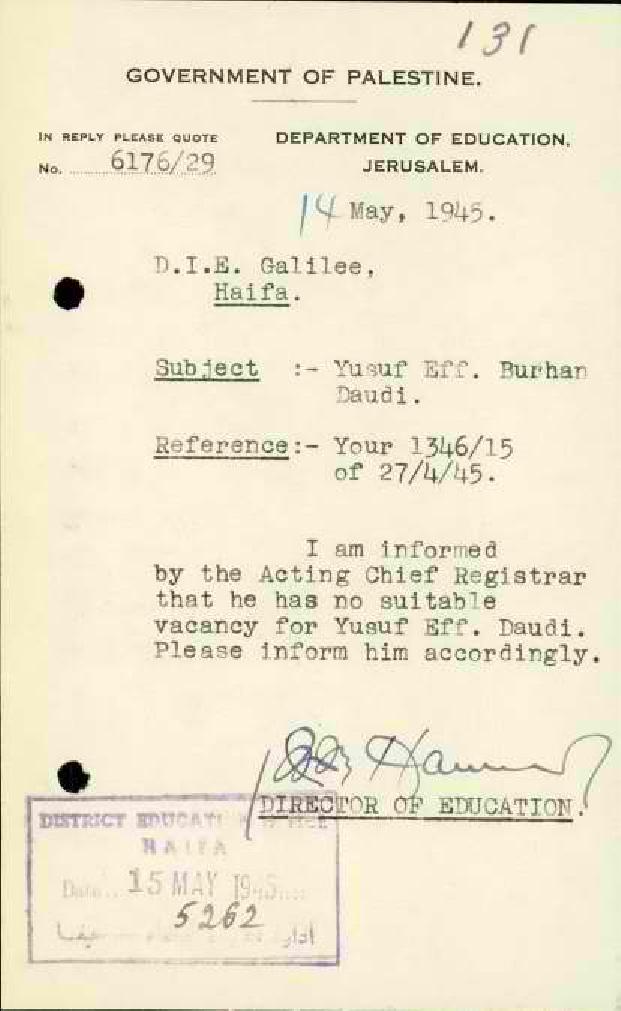 131
GOVERNMENT OF PALESTINE.
IN REPLY PLEASE QUOTE
No. 6176/29
DEPARTMENT OF EDUCATION,
JERUSALEM.
14 May, 1945.
D.I.E. Galilee,
Haifa.
Subject :- Yusuf Eff. Burhan
Daudi.
Reference:- Your 1346/15
of 27/4/45.
I am informed
by the Acting Chief Registrar
that he has no suitable
vacancy for Yusuf Eff. Daudi.
Please inform him accordingly.
DIRECTOR OF EDUCATION.
DISTRICT
HAIFA
Date 15 MAY 1945
5262